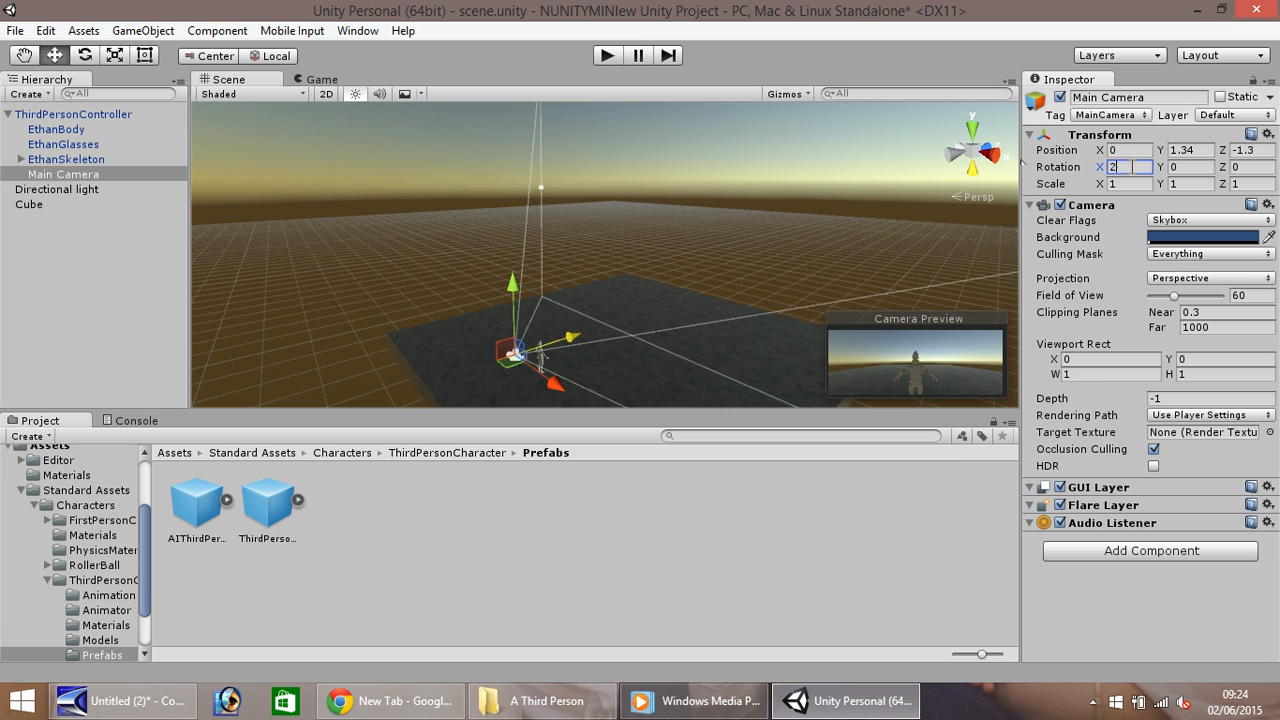 Unity Personal (64bit) - scene.unity - NUNITYMINIew Unity Project - PC, Mac & Linux Standalone* <DX11>
File Edit Assets GameObject Component Mobile Input Window Help
Center Local Layers Layout
Hierarchy
Create All
ThirdPersonController
EthanBody
EthanGlasses
EthanSkeleton
Main Camera
Directional light
Cube
Scene Game
Shaded 2D Gizmos All
y
x
z
Persp
Camera Preview
Inspector
Main Camera Static
Tag MainCamera Layer Default
Transform
Position X 0 Y 1.34 Z -1.3
Rotation X 2 Y 0 Z 0
Scale X 1 Y 1 Z 1
Camera
Clear Flags Skybox
Background
Culling Mask Everything
Projection Perspective
Field of View 60
Clipping Planes Near 0.3
Far 1000
Viewport Rect
X 0 Y 0
W 1 H 1
Depth -1
Rendering Path Use Player Settings
Target Texture None (Render Textu
Occlusion Culling
HDR
GUI Layer
Flare Layer
Audio Listener
Add Component
Project Console
Create
Assets
Editor
Materials
Standard Assets
Characters
FirstPersonC
Materials
PhysicsMater
RollerBall
ThirdPersonC
Animation
Animator
Materials
Models
Prefabs
Assets Standard Assets Characters ThirdPersonCharacter Prefabs
AIThirdPer... ThirdPerso...
Untitled (2)* - Co... New Tab - Googl... A Third Person Windows Media P... Unity Personal (64...
09:24
02/06/2015